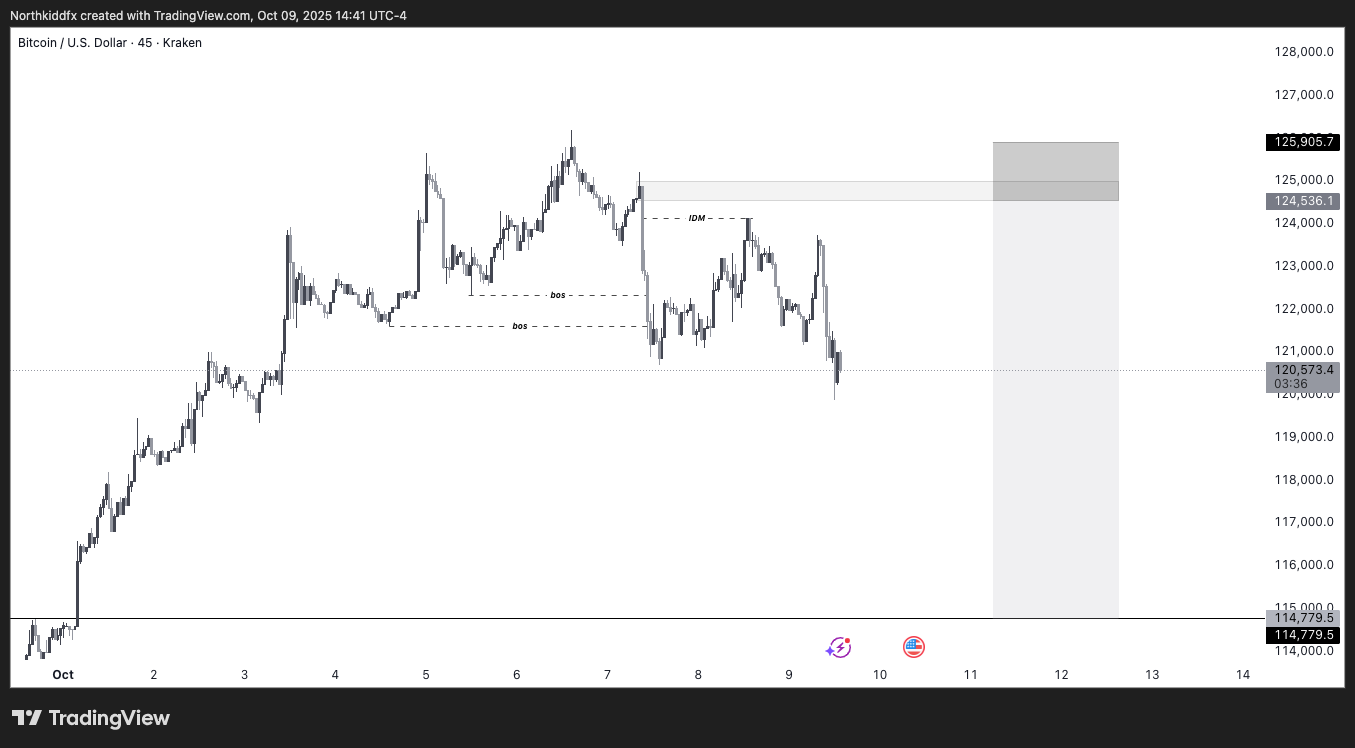 Northkiddfx created with TradingView.com, Oct 09, 2025 14:41 UTC-4
Bitcoin / U.S. Dollar · 45 · Kraken
128,000.0
127,000.0
125,905.7
125,000.0
124,536.1
124,000.0
IDM
123,000.0
bos
122,000.0
bos
121,000.0
120,573.4
03:36
120,000.0
119,000.0
118,000.0
117,000.0
116,000.0
115,000.0
114,779.5
114,779.5
114,000.0
Oct 2 3 4 5 6 7 8 9 10 11 12 13 14
TradingView